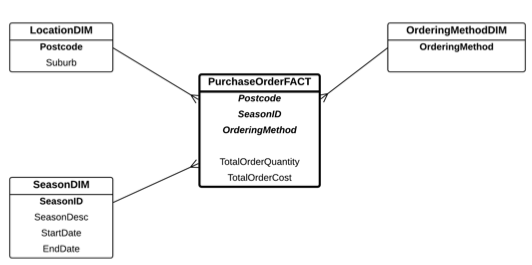 LocationDIM
Postcode
Suburb
OrderingMethodDIM
OrderingMethod
PurchaseOrderFACT
Postcode
SeasonID
OrderingMethod
TotalOrderQuantity
TotalOrderCost
SeasonDIM
SeasonID
SeasonDesc
StartDate
EndDate